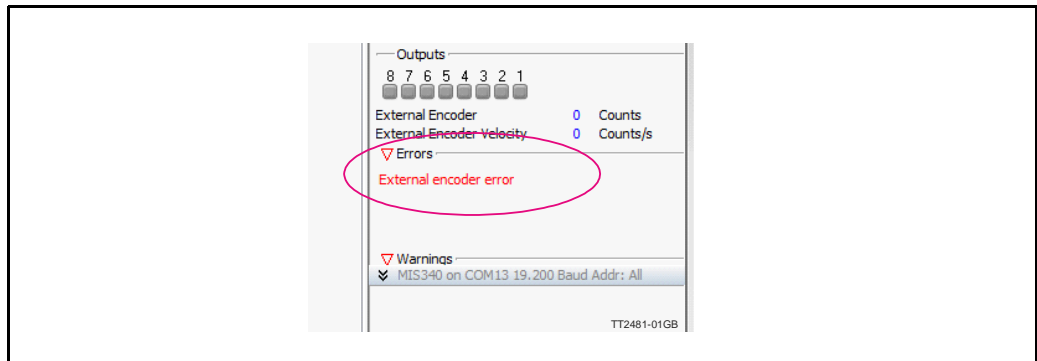 Outputs
8 7 6 5 4 3 2 1
External Encoder 0 Counts
External Encoder Velocity 0 Counts/s
Errors
External encoder error
Warnings
MIS340 on COM13 19.200 Baud Addr: All
TT2481-01GB